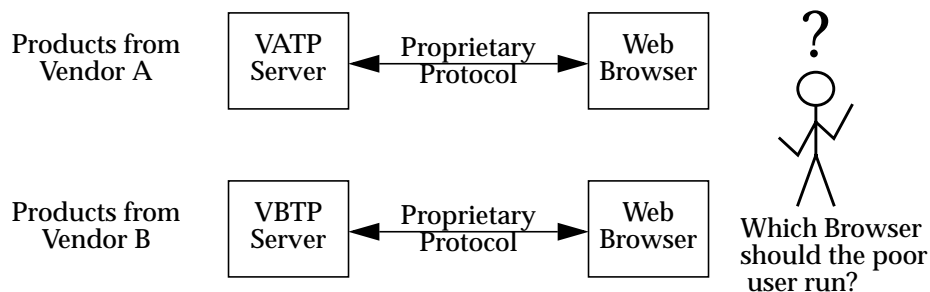 Products from
Vendor A
VATP
Server
Proprietary
Protocol
Web
Browser
?
Products from
Vendor B
VBTP
Server
Proprietary
Protocol
Web
Browser
Which Browser
should the poor
user run?